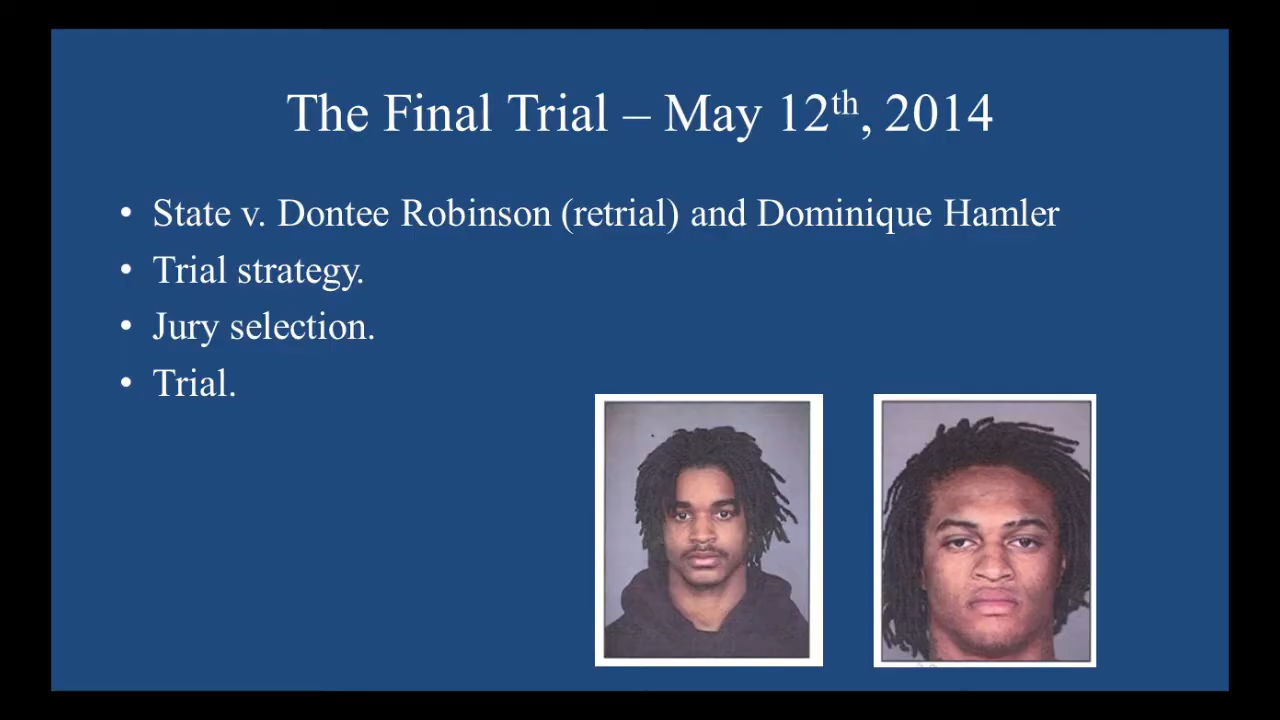 The Final Trial – May 12th, 2014
• State v. Dontee Robinson (retrial) and Dominique Hamler
• Trial strategy.
• Jury selection.
• Trial.